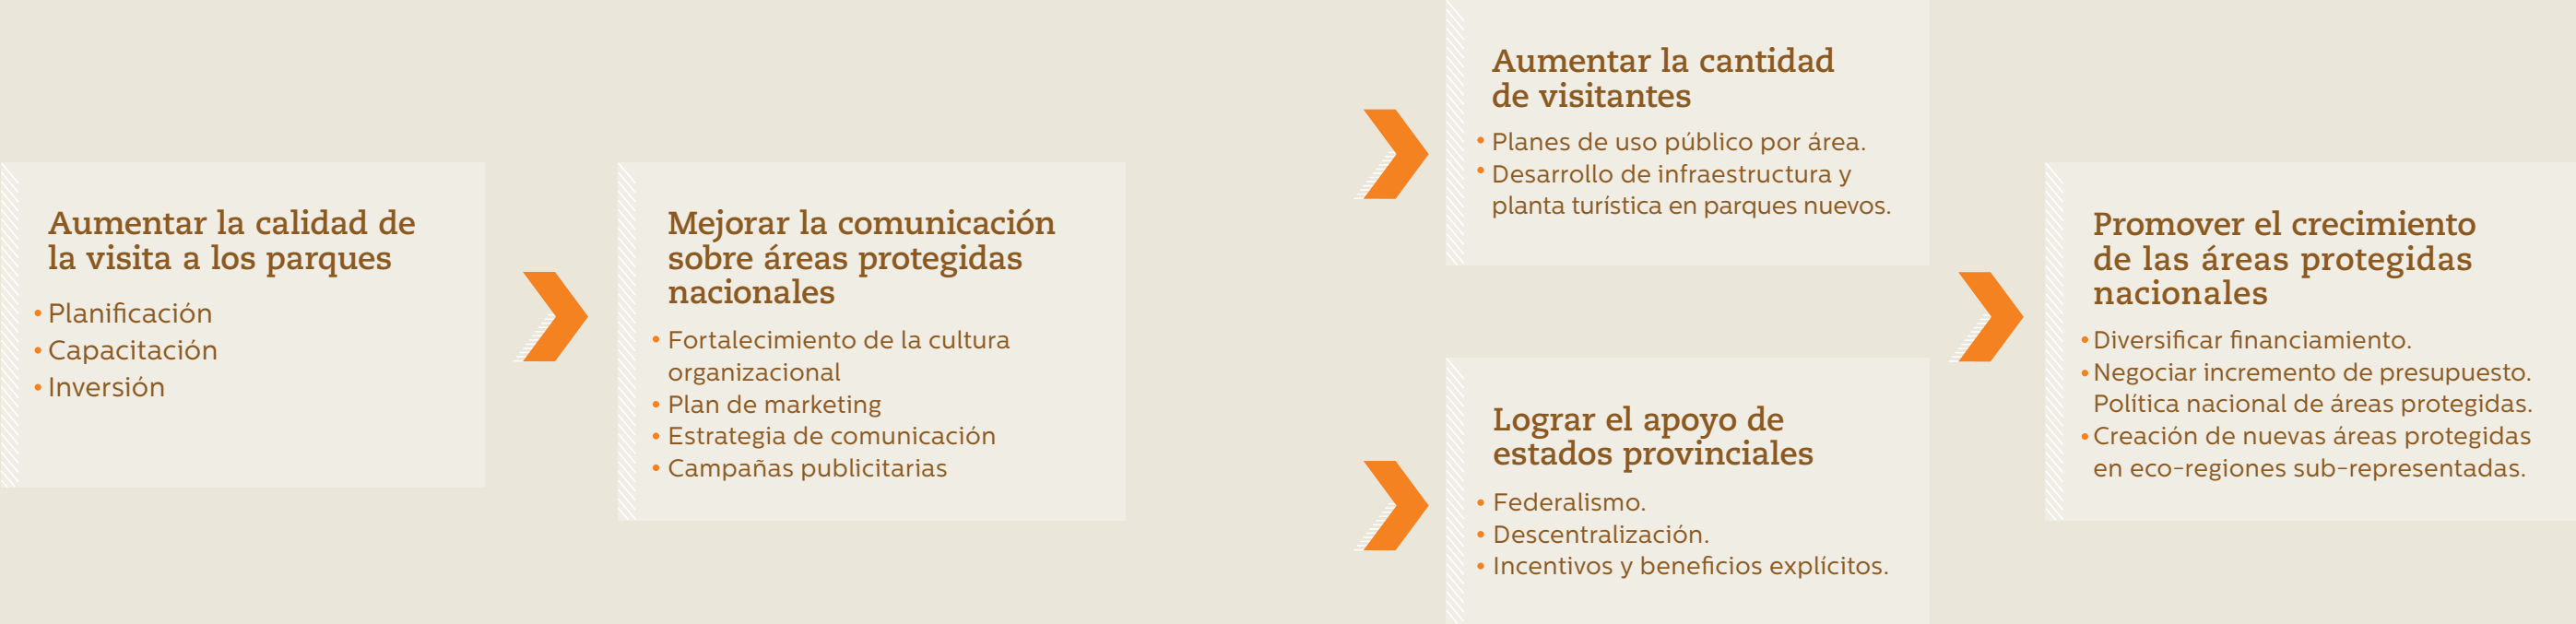 Aumentar la calidad de
la visita a los parques
• Planificación
• Capacitación
• Inversión
Mejorar la comunicación
sobre áreas protegidas
nacionales
• Fortalecimiento de la cultura
organizacional
• Plan de marketing
• Estrategia de comunicación
• Campañas publicitarias
Aumentar la cantidad
de visitantes
• Planes de uso público por área.
• Desarrollo de infraestructura y
planta turística en parques nuevos.
Lograr el apoyo de
estados provinciales
• Federalismo.
• Descentralización.
• Incentivos y beneficios explícitos.
Promover el crecimiento
de las áreas protegidas
nacionales
• Diversificar financiamiento.
• Negociar incremento de presupuesto.
Política nacional de áreas protegidas.
• Creación de nuevas áreas protegidas
en eco-regiones sub-representadas.